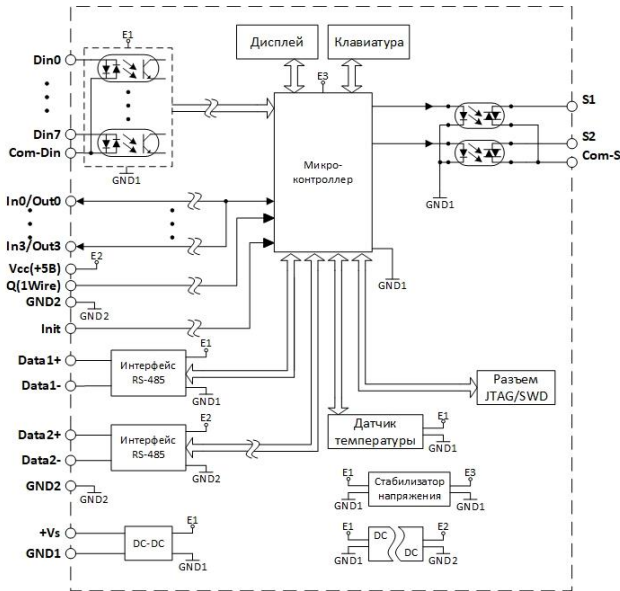 E1
Дисплей
Клавиатура
Din0
E3
S1
Din7
S2
Com-Din
Микро-
контроллер
Com-S
GND1
In0/Out0
GND1
In3/Out3
E2
Vcc(+5В)
Q(1Wire)
GND1
GND2
GND2
Init
E1
Data1+
Интерфейс
RS-485
Data1-
GND1
Разъем
JTAG/SWD
E2
Датчик
температуры
E1
Data2+
Интерфейс
RS-485
GND1
Data2-
GND2
E1
Стабилизатор
напряжения
E3
GND2
GND2
GND1
GND1
+Vs
E1
DC-DC
GND1
GND1
E1
DC
DC
E2
GND1
GND2